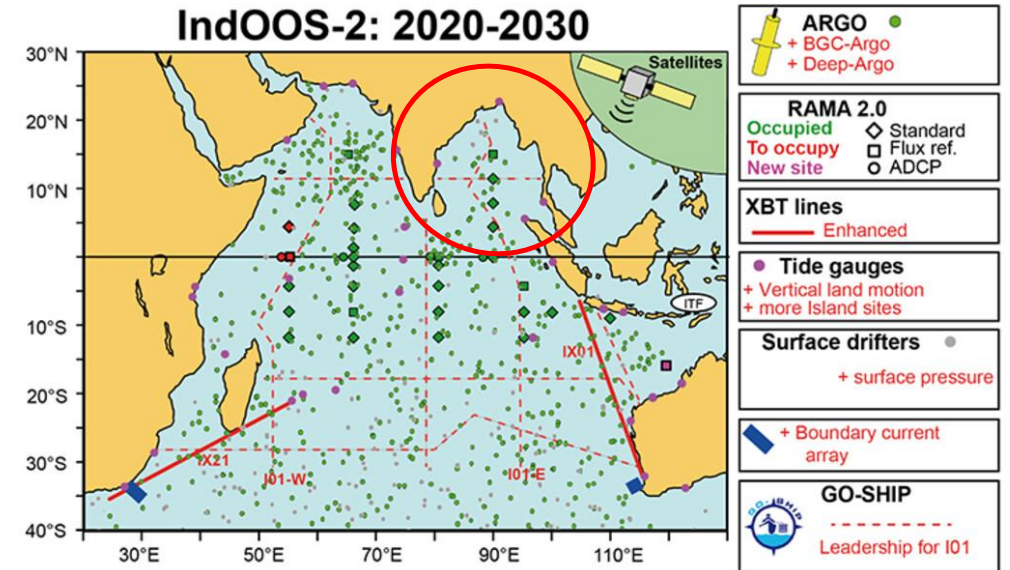 IndOOS-2: 2020-2030
30°N
20°N
10°N
10°S
20°S
30°S
40°S
30°E
50°E
70°E
90°E
110°E
Satellites
ITF
IX01
IX21
I01-W
I01-E
ARGO
+ BGC-Argo
+ Deep-Argo
RAMA 2.0
Occupied
To occupy
New site
Standard
Flux ref.
ADCP
XBT lines
Enhanced
Tide gauges
+ Vertical land motion
+ more Island sites
Surface drifters
+ surface pressure
+ Boundary current
array
GO-SHIP
GO-SHIP
Leadership for I01